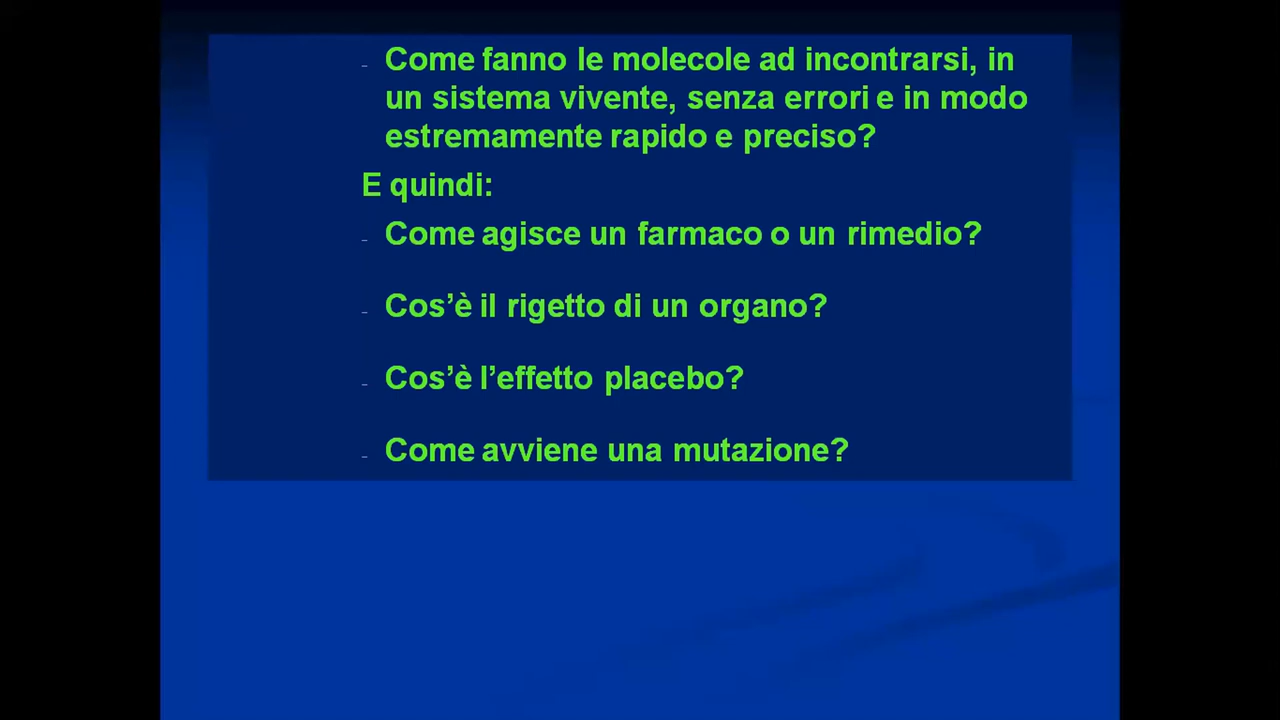 - Come fanno le molecole ad incontrarsi, in
un sistema vivente, senza errori e in modo
estremamente rapido e preciso?
E quindi:
- Come agisce un farmaco o un rimedio?
- Cos’è il rigetto di un organo?
- Cos’è l’effetto placebo?
- Come avviene una mutazione?